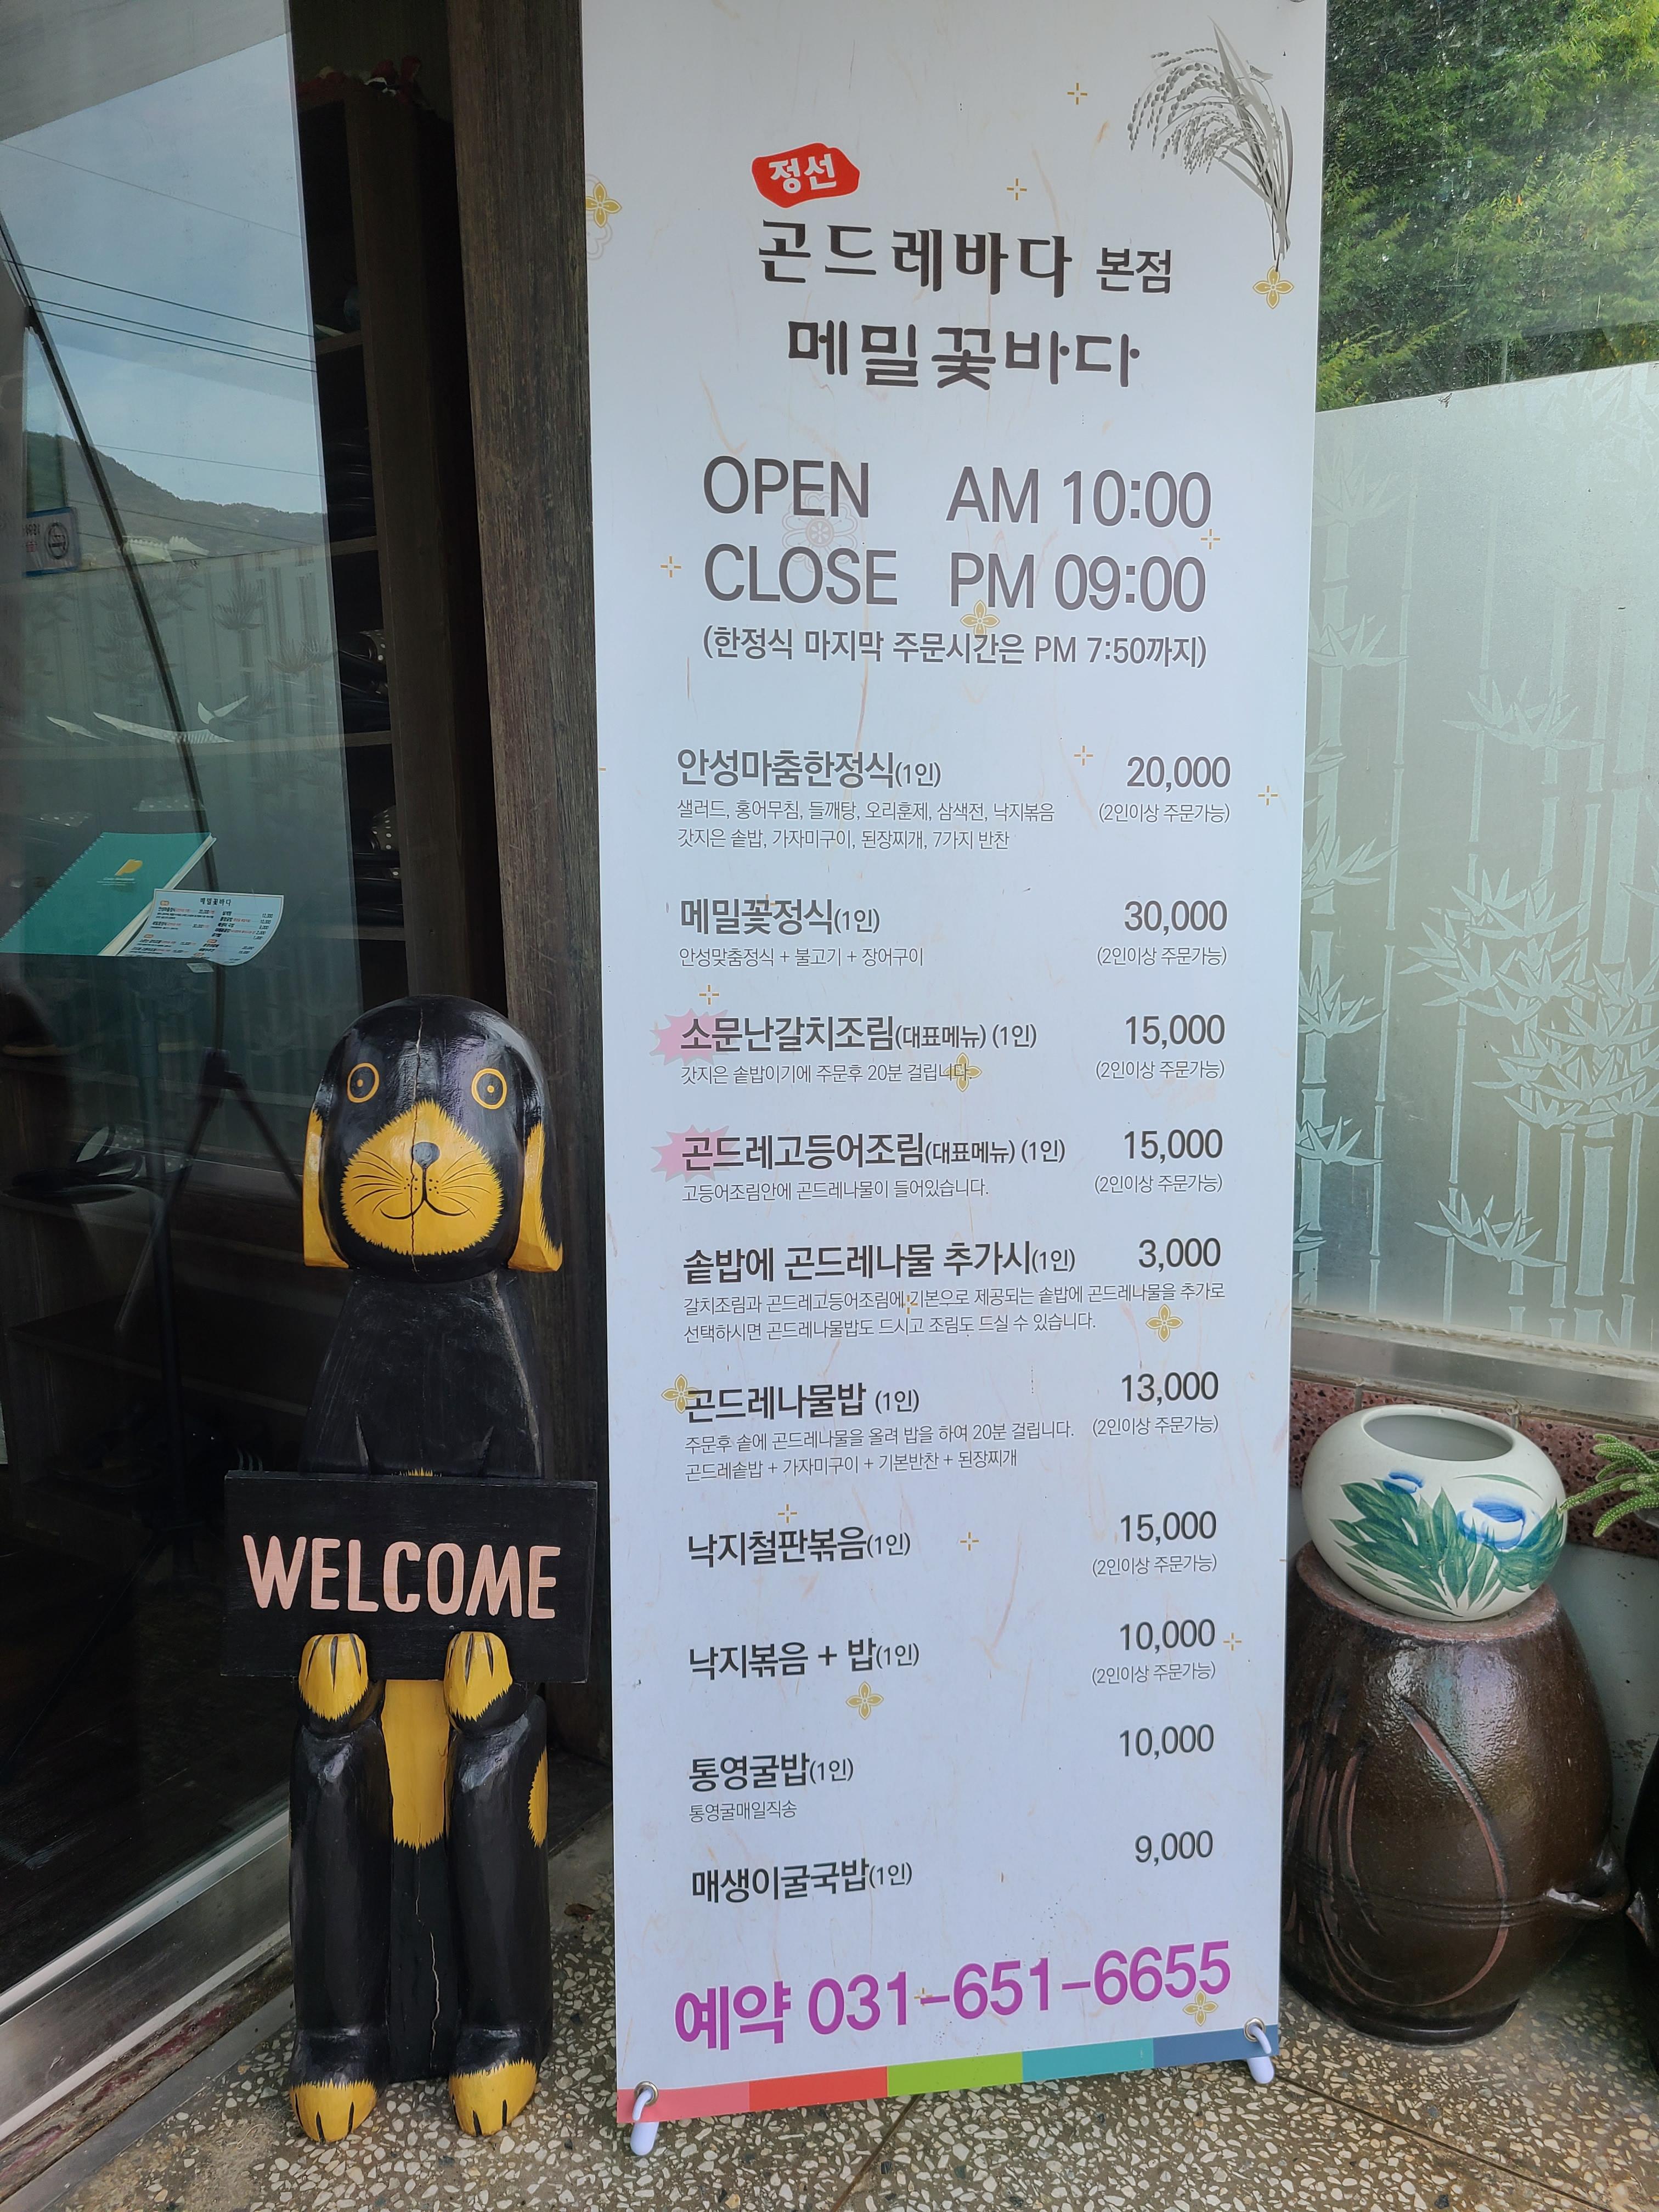 정선
곤드레바다 본점
메밀꽃바다
OPEN AM 10:00
CLOSE PM 09:00
(한정식 마지막 주문시간은 PM 7:50까지)
안성마춤한정식(1인) 20,000
샐러드, 홍어무침, 들깨탕, 오리훈제, 삼색전, 낙지볶음 (2인이상 주문가능)
갓지은 솥밥, 가자미구이, 된장찌개, 7가지 반찬
메밀꽃정식(1인) 30,000
안성맞춤정식 + 불고기 + 장어구이 (2인이상 주문가능)
소문난갈치조림(대표메뉴) (1인) 15,000
갓지은 솥밥이기에 주문후 20분 걸립니다. (2인이상 주문가능)
곤드레고등어조림(대표메뉴) (1인) 15,000
고등어조림안에 곤드레나물이 들어있습니다. (2인이상 주문가능)
솥밥에 곤드레나물 추가시(1인) 3,000
갈치조림과 곤드레고등어조림에 기본으로 제공되는 솥밥에 곤드레나물을 추가로
선택하시면 곤드레나물밥도 드시고 조림도 드실 수 있습니다.
곤드레나물밥 (1인) 13,000
주문후 솥에 곤드레나물을 올려 밥을 하여 20분 걸립니다. (2인이상 주문가능)
곤드레솥밥 + 가자미구이 + 기본반찬 + 된장찌개
낙지철판볶음(1인) 15,000
(2인이상 주문가능)
낙지볶음 + 밥(1인) 10,000
(2인이상 주문가능)
통영굴밥(1인) 10,000
통영굴매일직송
매생이굴국밥(1인) 9,000
예약 031-651-6655
WELCOME
메밀꽃바다